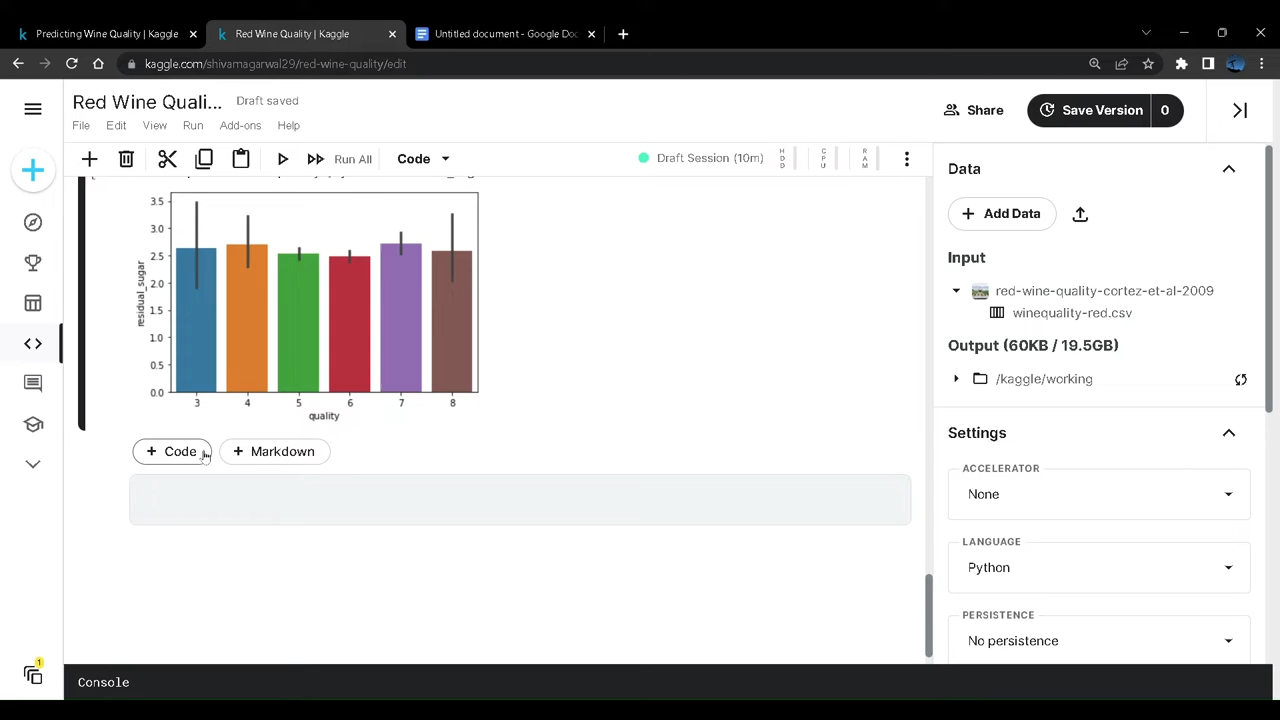 Predicting Wine Quality | Kaggle
Red Wine Quality | Kaggle
Untitled document - Google Doc
kaggle.com/shivamagarwal29/red-wine-quality/edit
Red Wine Quali...
Draft saved
File Edit View Run Add-ons Help
Share
Save Version 0
Run All
Code
Draft Session (10m)
HDD
CPU
RAM
Data
Add Data
Input
red-wine-quality-cortez-et-al-2009
winequality-red.csv
Output (60KB / 19.5GB)
/kaggle/working
Settings
ACCELERATOR
None
LANGUAGE
Python
PERSISTENCE
No persistence
3.5
3.0
2.5
2.0
1.5
1.0
0.5
0.0
residual_sugar
3 4 5 6 7 8
quality
+ Code
+ Markdown
1
Console